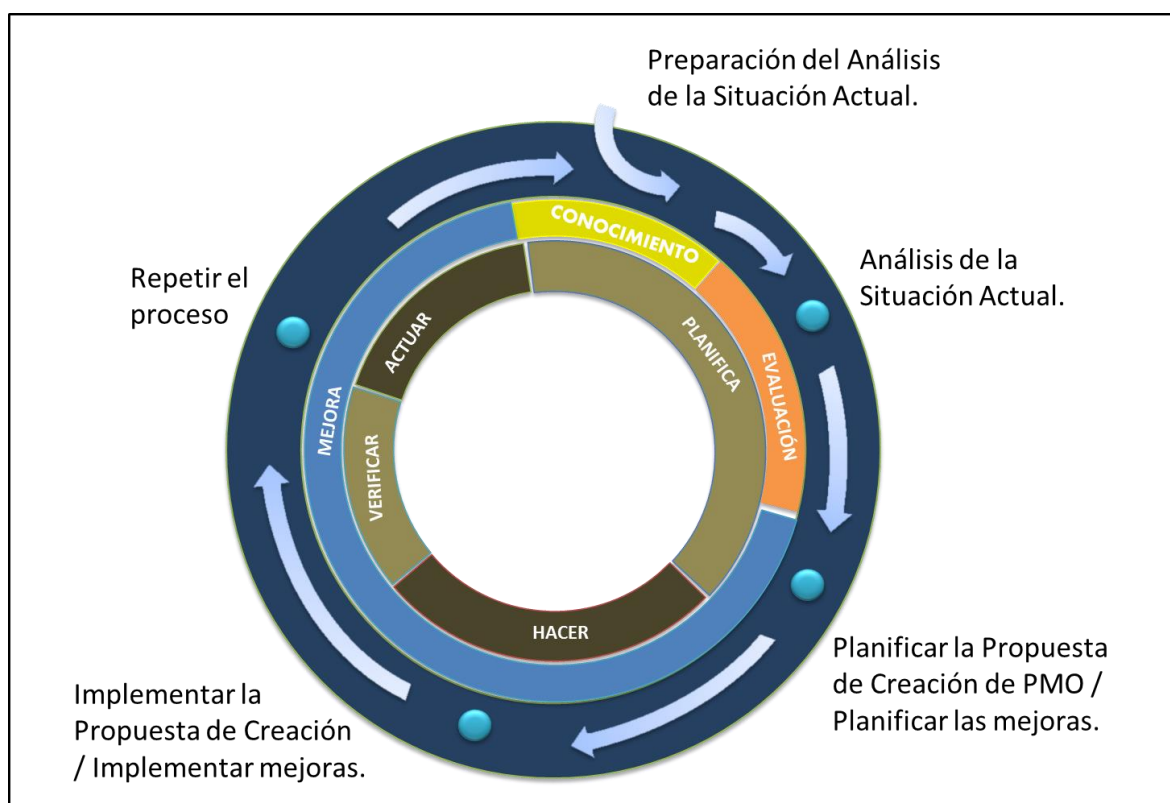 Preparación del Análisis
de la Situación Actual.
CONOCIMIENTO
Análisis de la
Situación Actual.
Repetir el
proceso
ACTUAR
PLANIFICA
EVALUACIÓN
MEJORA
VERIFICAR
HACER
Planificar la Propuesta
de Creación de PMO /
Planificar las mejoras.
Implementar la
Propuesta de Creación
/ Implementar mejoras.